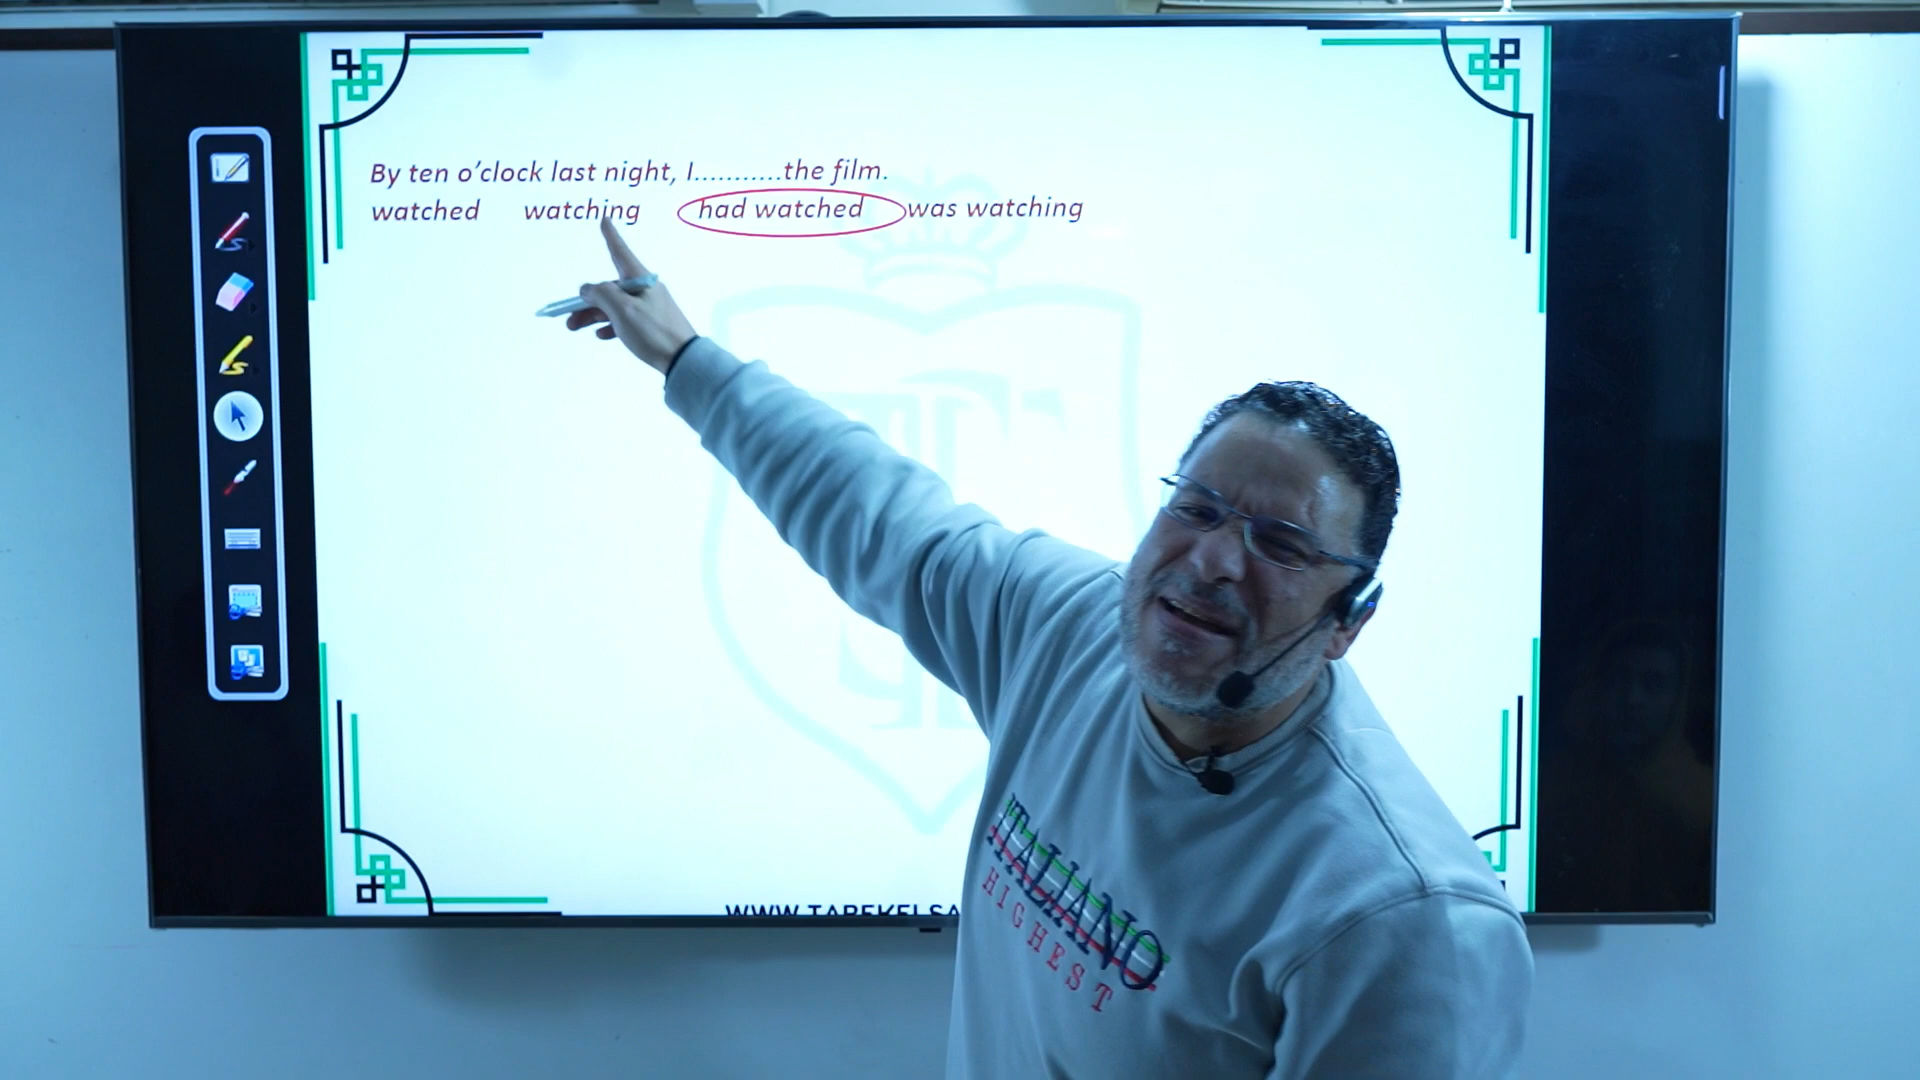 By ten o'clock last night, I...........the film.
watched watching had watched was watching
ITALIANO
HIGHEST